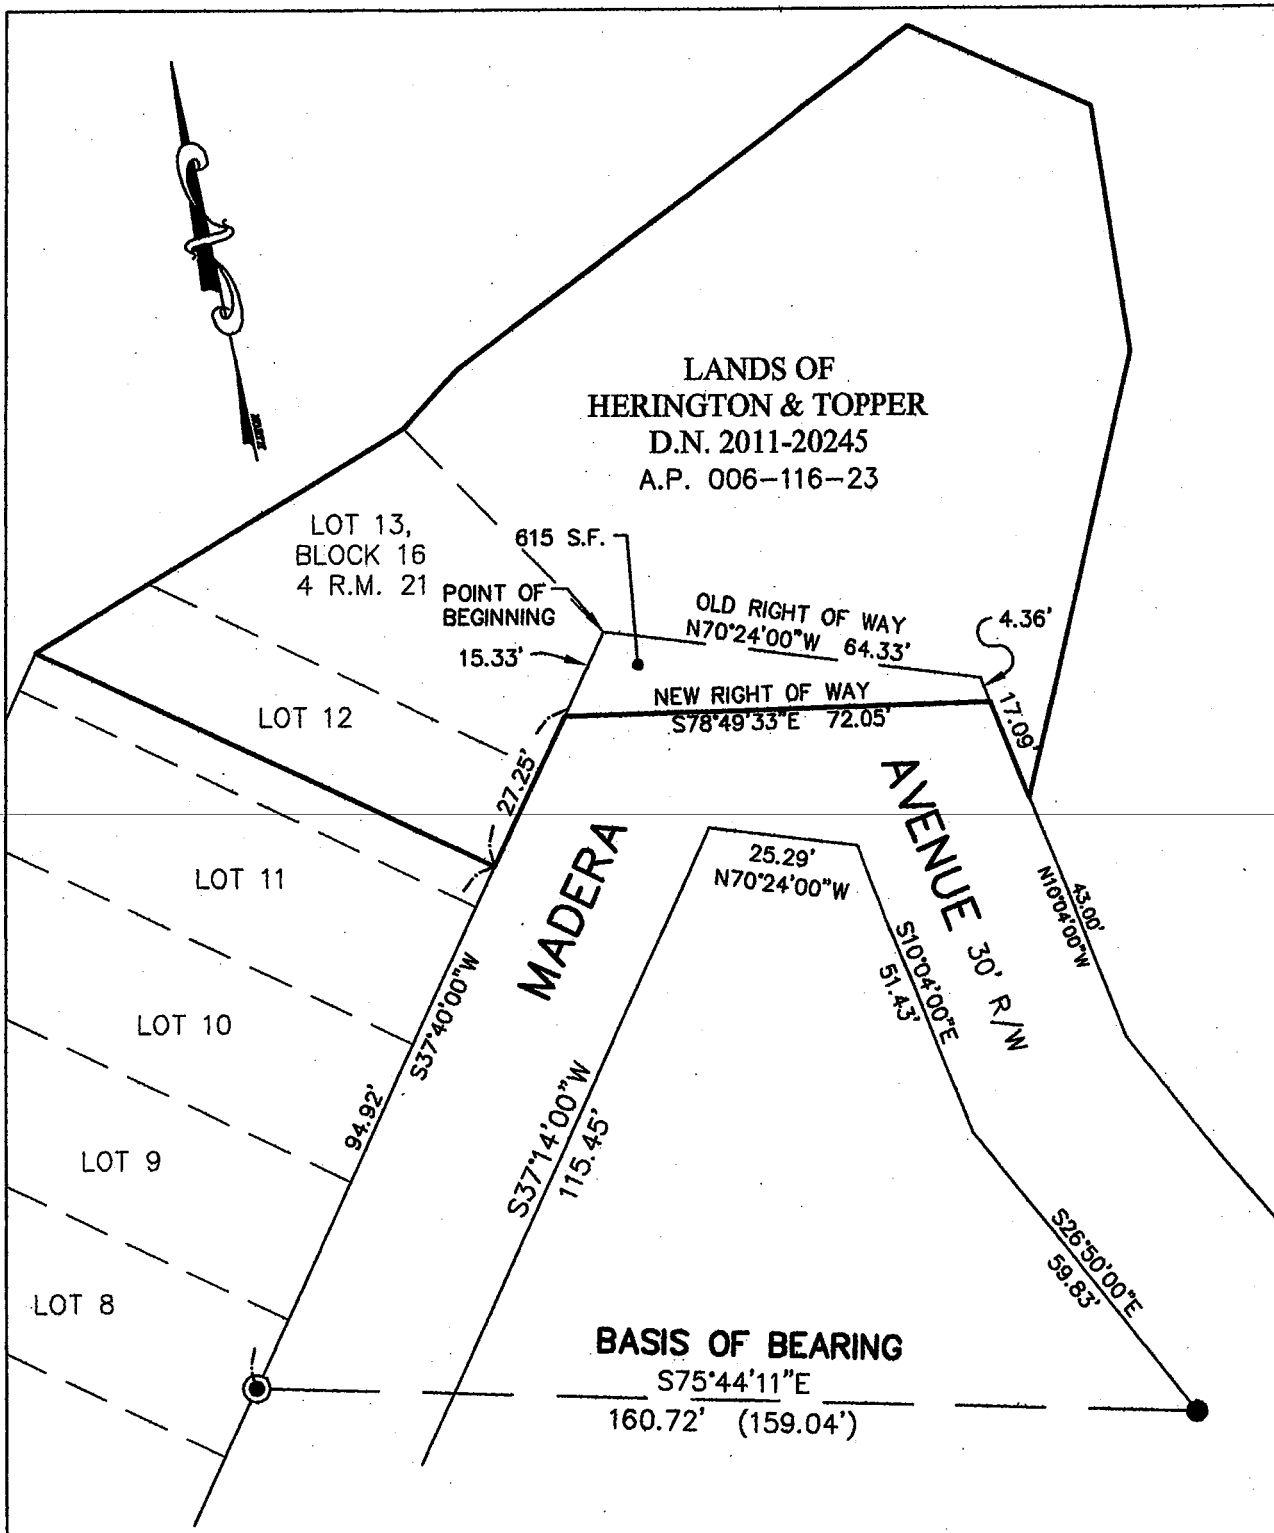 NORTH
LANDS OF
HERINGTON & TOPPER
D.N. 2011-20245
A.P. 006-116-23
LOT 13,
BLOCK 16
4 R.M. 21
615 S.F.
POINT OF
BEGINNING
15.33'
OLD RIGHT OF WAY
N70°24'00"W 64.33'
4.36'
NEW RIGHT OF WAY
S78°49'33"E 72.05'
17.09'
LOT 12
27.25'
MADERA
AVENUE 30' R/W
25.29'
N70°24'00"W
43.00'
N10°04'00"W
S10°04'00"E
51.43'
LOT 11
S37°40'00"W
94.92'
LOT 10
S37°14'00"W
115.45'
LOT 9
S26°50'00"E
59.83'
LOT 8
BASIS OF BEARING
S75°44'11"E
160.72' (159.04')